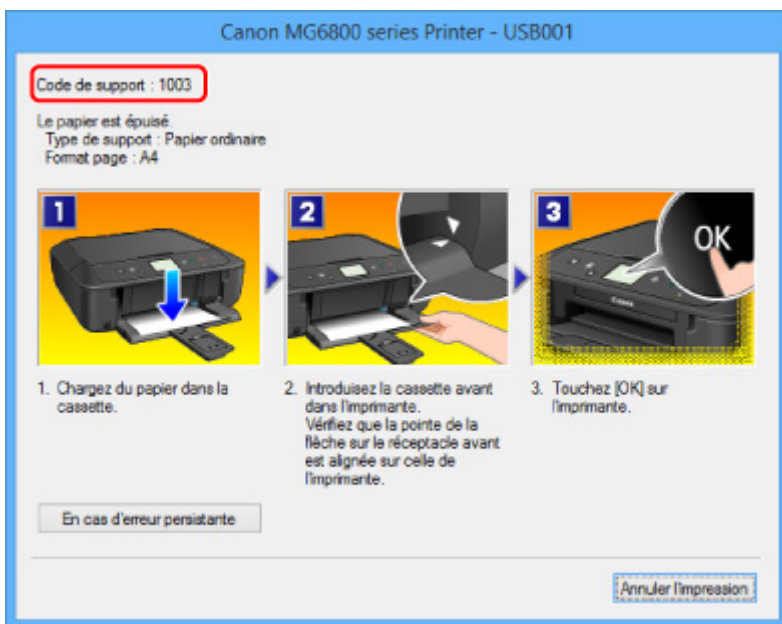 Canon MG6800 series Printer - USB001
Code de support : 1003
Le papier est épuisé.
Type de support : Papier ordinaire
Format page : A4
1
2
3
OK
Canon
1. Chargez du papier dans la
cassette.
2. Introduisez la cassette avant
dans l'imprimante.
Vérifiez que la pointe de la
flèche sur le réceptacle avant
est alignée sur celle de
l'imprimante.
3. Touchez [OK] sur
l'imprimante.
En cas d'erreur persistante
Annuler l'impression